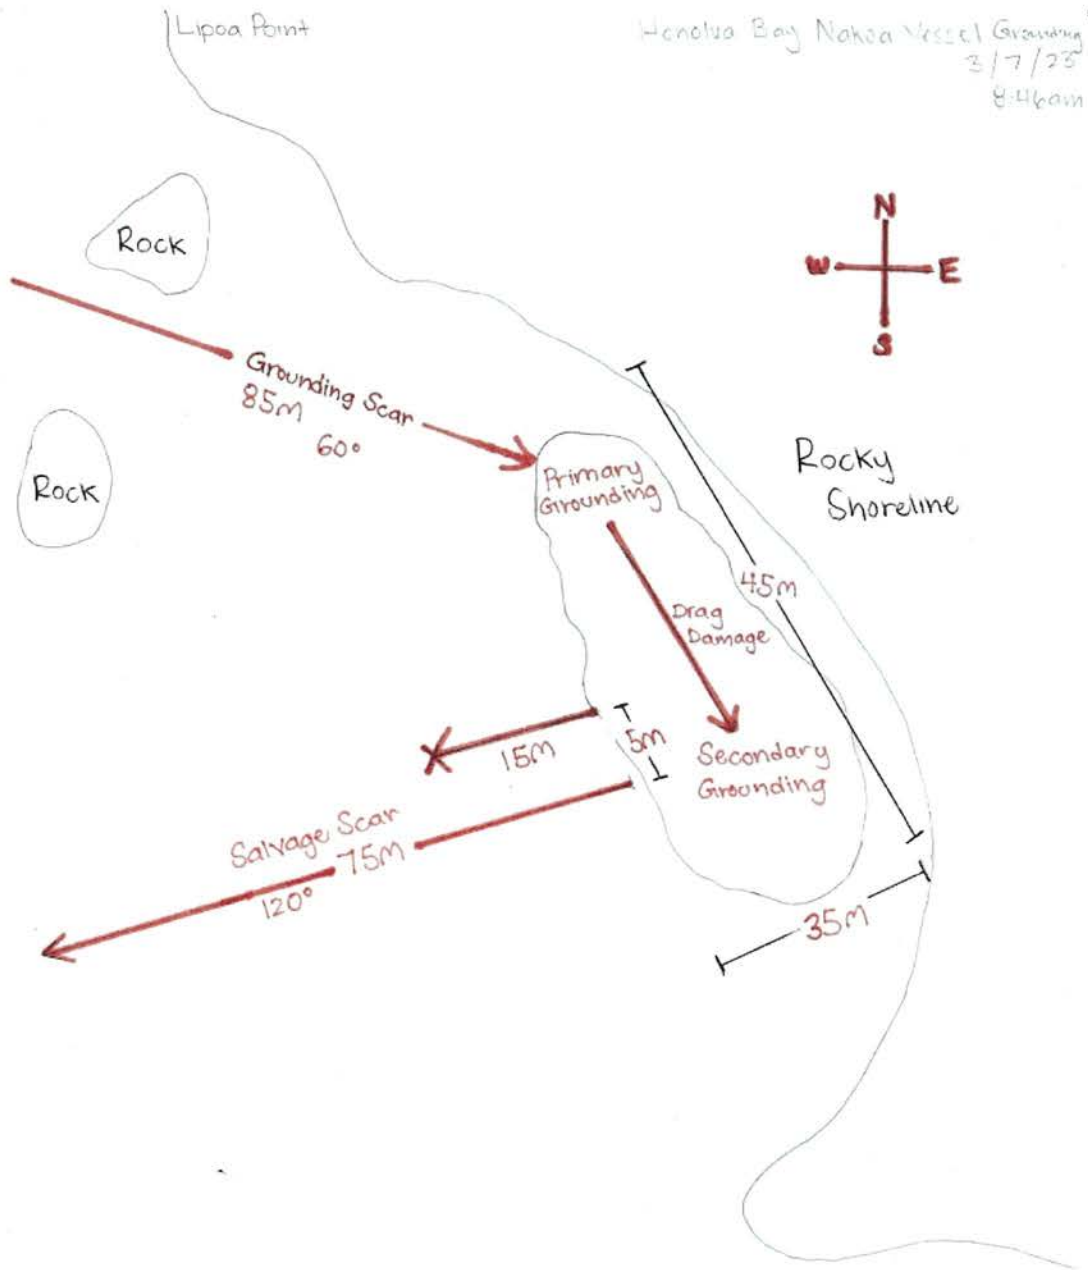 Lipoa Point
Honolua Bay Nakoa Vessel Grounding
3/7/23
8:46am
Rock
N
W E
S
Grounding Scar
85m
60°
Rock
Rocky
Shoreline
Primary
Grounding
45m
Drag
Damage
15m
5m
Secondary
Grounding
Salvage Scar
75m
120°
35m